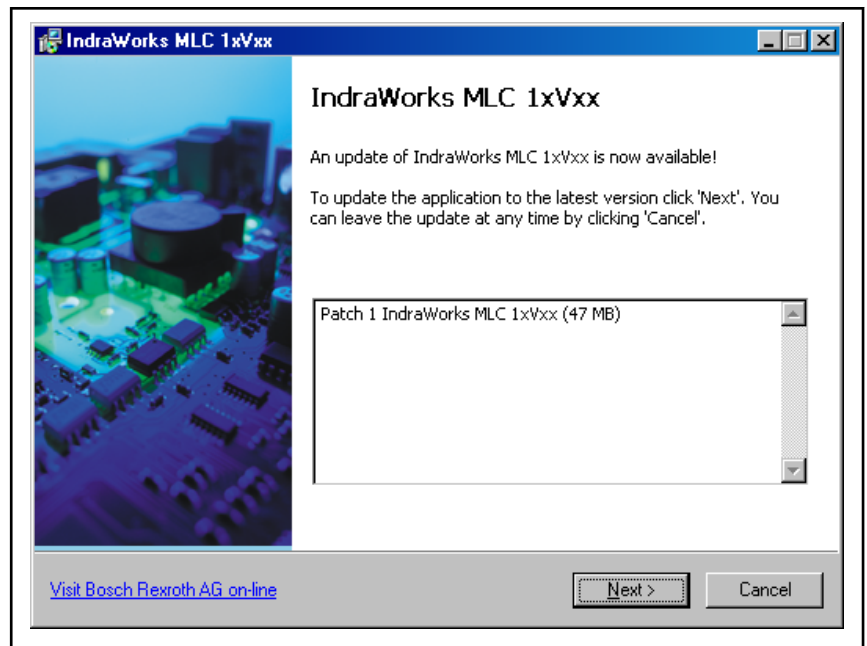 IndraWorks MLC 1xVxx
IndraWorks MLC 1xVxx
An update of IndraWorks MLC 1xVxx is now available!
To update the application to the latest version click 'Next'. You
can leave the update at any time by clicking 'Cancel'.
Patch 1 IndraWorks MLC 1xVxx (47 MB)
Visit Bosch Rexroth AG on-line
Next >
Cancel